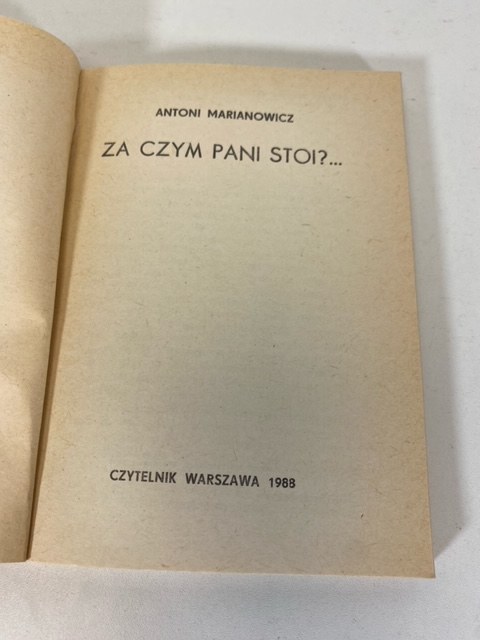 ANTONI MARIANOWICZ
ZA CZYM PANI STOI?...
CZYTELNIK WARSZAWA 1988